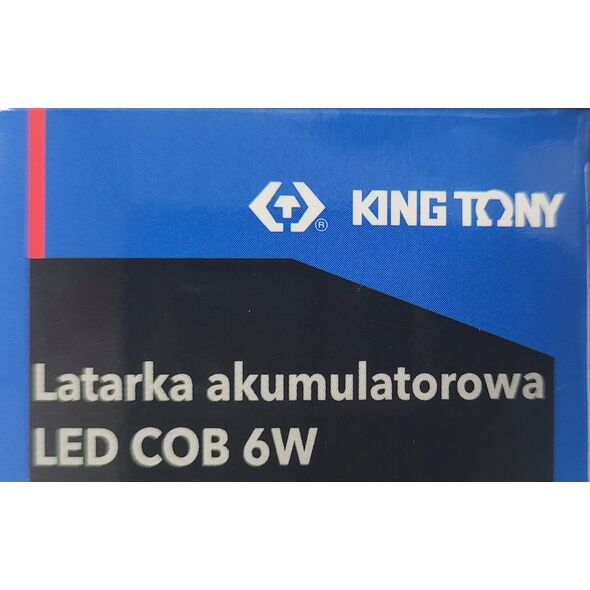 ® KING TONY
Latarka akumulatorowa
LED COB 6W